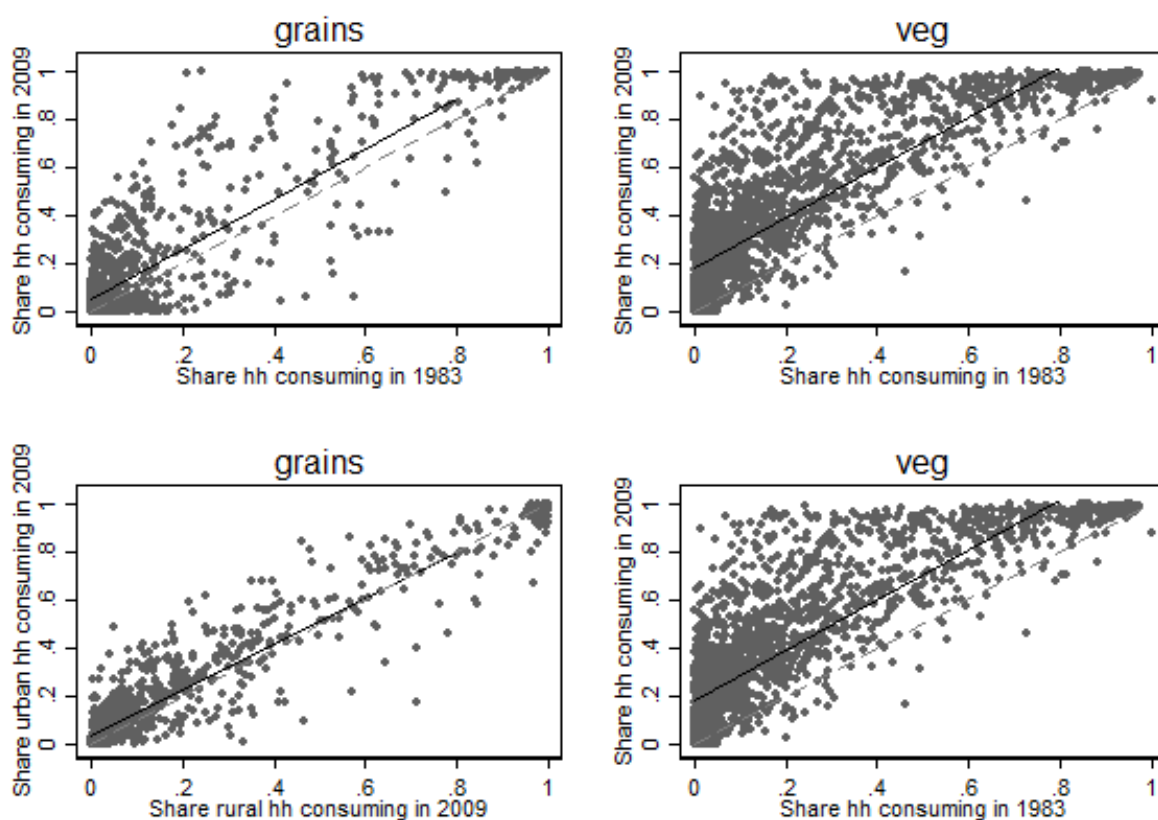 grains
Share hh consuming in 2009
1
.8
.6
.4
.2
0
0 .2 .4 .6 .8 1
Share hh consuming in 1983
veg
Share hh consuming in 2009
1
.8
.6
.4
.2
0
0 .2 .4 .6 .8 1
Share hh consuming in 1983
grains
Share urban hh consuming in 2009
1
.8
.6
.4
.2
0
0 .2 .4 .6 .8 1
Share rural hh consuming in 2009
veg
Share hh consuming in 2009
1
.8
.6
.4
.2
0
0 .2 .4 .6 .8 1
Share hh consuming in 1983